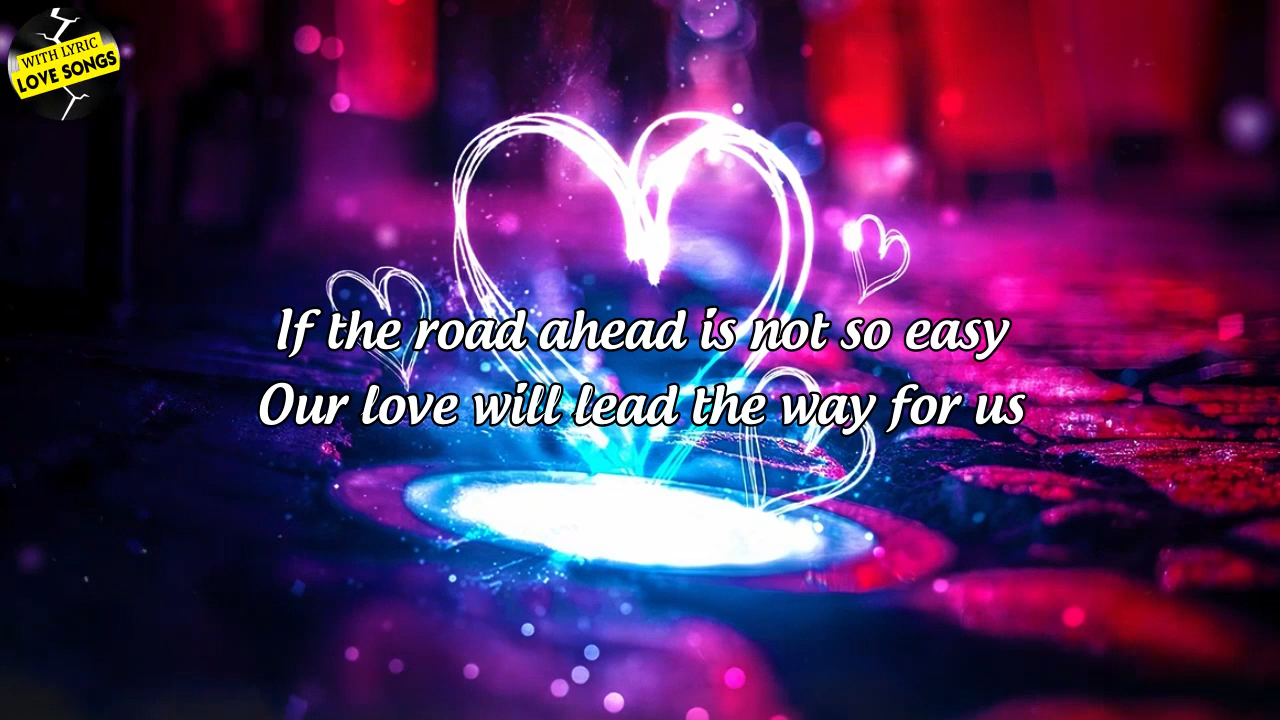 WITH LYRIC
LOVE SONGS
If the road ahead is not so easy
Our love will lead the way for us